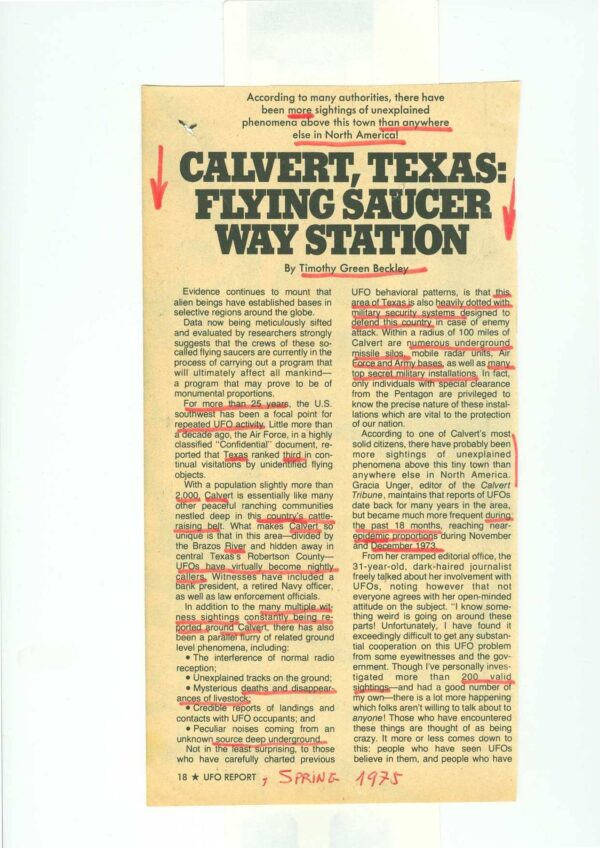 According to many authorities, there have
been more sightings of unexplained
phenomena above this town than anywhere
else in North America!
CALVERT, TEXAS:
FLYING SAUCER
WAY STATION
By Timothy Green Beckley
Evidence continues to mount that
alien beings have established bases in
selective regions around the globe.
Data now being meticulously sifted
and evaluated by researchers strongly
suggests that the crews of these so-
called flying saucers are currently in the
process of carrying out a program that
will ultimately affect all mankind—
a program that may prove to be of
monumental proportions.
For more than 25 years, the U.S.
southwest has been a focal point for
repeated UFO activity. Little more than
a decade ago, the Air Force, in a highly
classified "Confidential" document, re-
ported that Texas ranked third in con-
tinual visitations by unidentified flying
objects.
With a population slightly more than
2,000, Calvert is essentially like many
other peaceful ranching communities
nestled deep in this country's cattle-
raising belt. What makes Calvert so
unique is that in this area—divided by
the Brazos River and hidden away in
central Texas's Robertson County—
UFOs have virtually become nightly
callers. Witnesses have included a
bank president, a retired Navy officer,
as well as law enforcement officials.
In addition to the many multiple wit-
ness sightings constantly being re-
ported around Calvert, there has also
been a parallel flurry of related ground
level phenomena, including:
• The interference of normal radio
reception;
• Unexplained tracks on the ground;
• Mysterious deaths and disappear-
ances of livestock;
• Credible reports of landings and
contacts with UFO occupants; and
• Peculiar noises coming from an
unknown source deep underground.
Not in the least surprising, to those
who have carefully charted previous
UFO behavioral patterns, is that this
area of Texas is also heavily dotted with
military security systems designed to
defend this country in case of enemy
attack. Within a radius of 100 miles of
Calvert are numerous underground
missile silos, mobile radar units, Air
Force and Army bases, as well as many
top secret military installations. In fact,
only individuals with special clearance
from the Pentagon are privileged to
know the precise nature of these instal-
lations which are vital to the protection
of our nation.
According to one of Calvert's most
solid citizens, there have probably been
more sightings of unexplained
phenomena above this tiny town than
anywhere else in North America.
Gracia Unger, editor of the Calvert
Tribune, maintains that reports of UFOs
date back for many years in the area,
but became much more frequent during
the past 18 months, reaching near-
epidemic proportions during November
and December 1973.
From her cramped editorial office, the
31-year-old, dark-haired journalist
freely talked about her involvement with
UFOs, noting however that not
everyone agrees with her open-minded
attitude on the subject. "I know some-
thing weird is going on around these
parts! Unfortunately, I have found it
exceedingly difficult to get any substan-
tial cooperation on this UFO problem
from some eyewitnesses and the gov-
ernment. Though I've personally inves-
tigated more than 200 valid
sightings—and had a good number of
my own—there is a lot more happening
which folks aren't willing to talk about to
anyone! Those who have encountered
these things are thought of as being
crazy. It more or less comes down to
this: people who have seen UFOs
believe in them, and people who have
18 ★ UFO REPORT, SPRING 1975